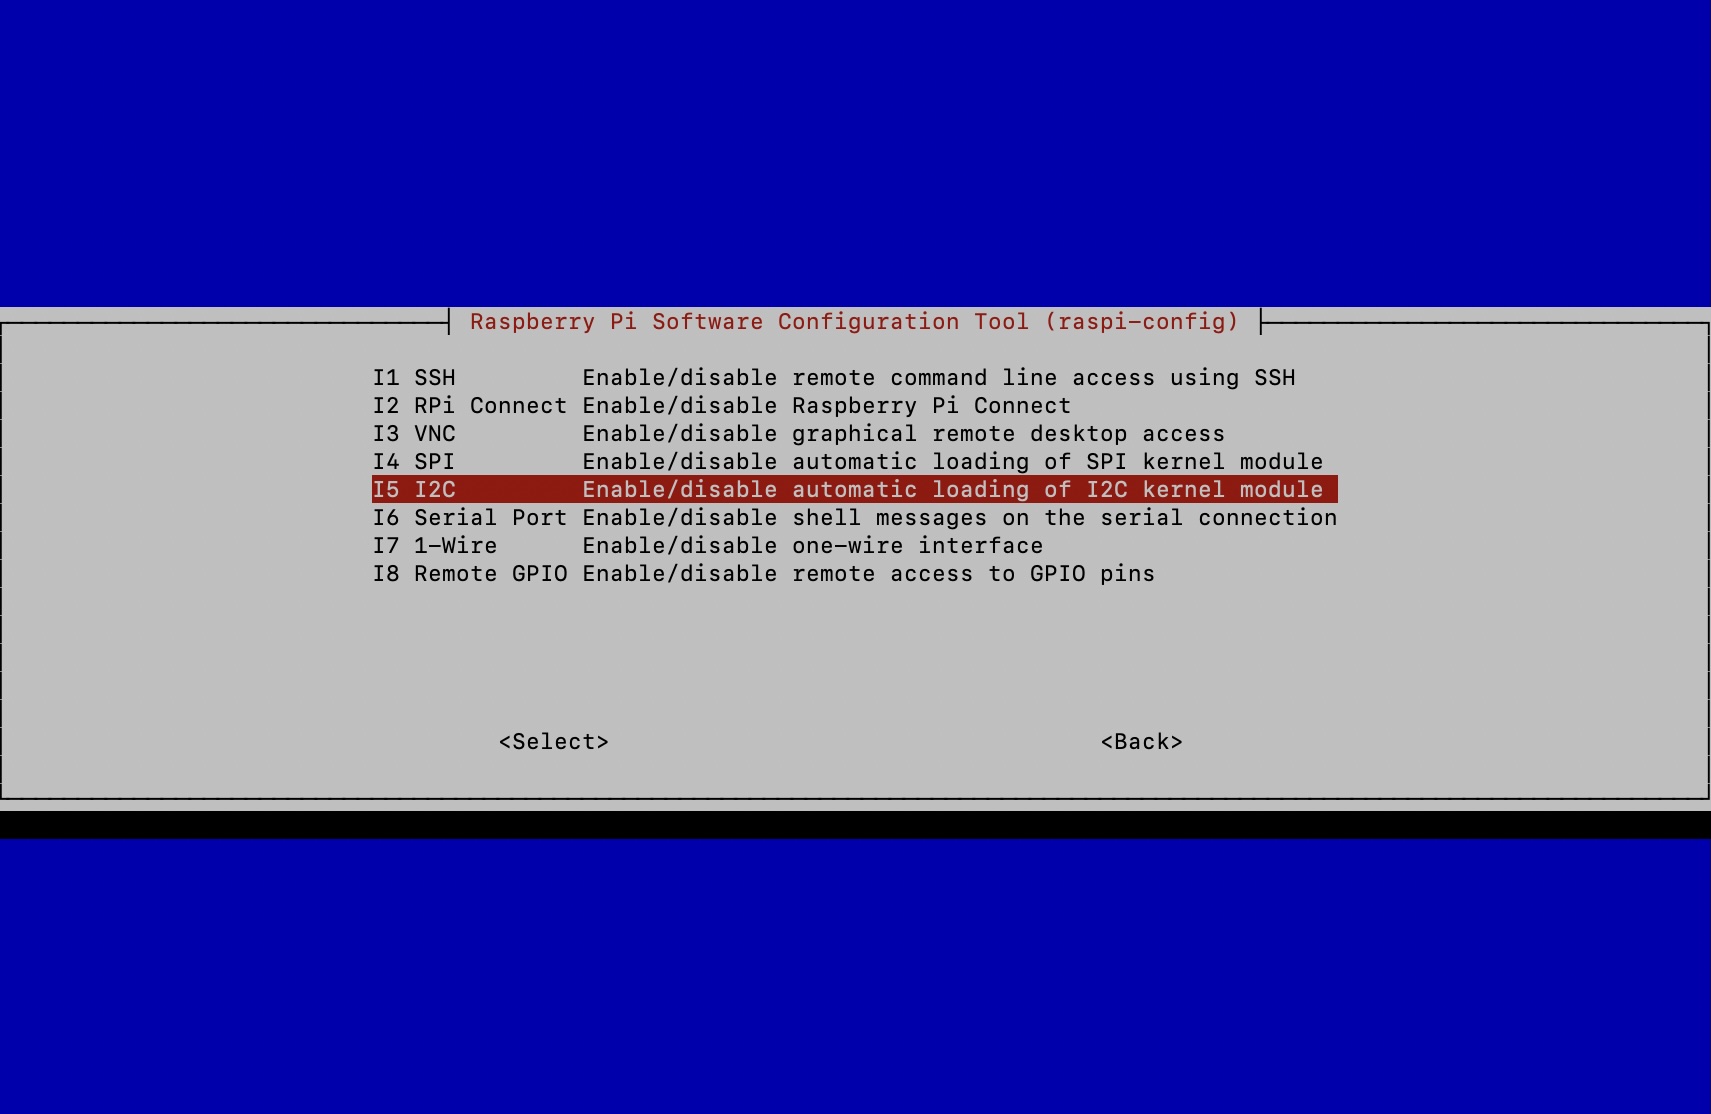 Raspberry Pi Software Configuration Tool (raspi-config)
I1 SSH         Enable/disable remote command line access using SSH
I2 RPi Connect Enable/disable Raspberry Pi Connect
I3 VNC         Enable/disable graphical remote desktop access
I4 SPI         Enable/disable automatic loading of SPI kernel module
I5 I2C         Enable/disable automatic loading of I2C kernel module
I6 Serial Port Enable/disable shell messages on the serial connection
I7 1-Wire      Enable/disable one-wire interface
I8 Remote GPIO Enable/disable remote access to GPIO pins
<Select> <Back>